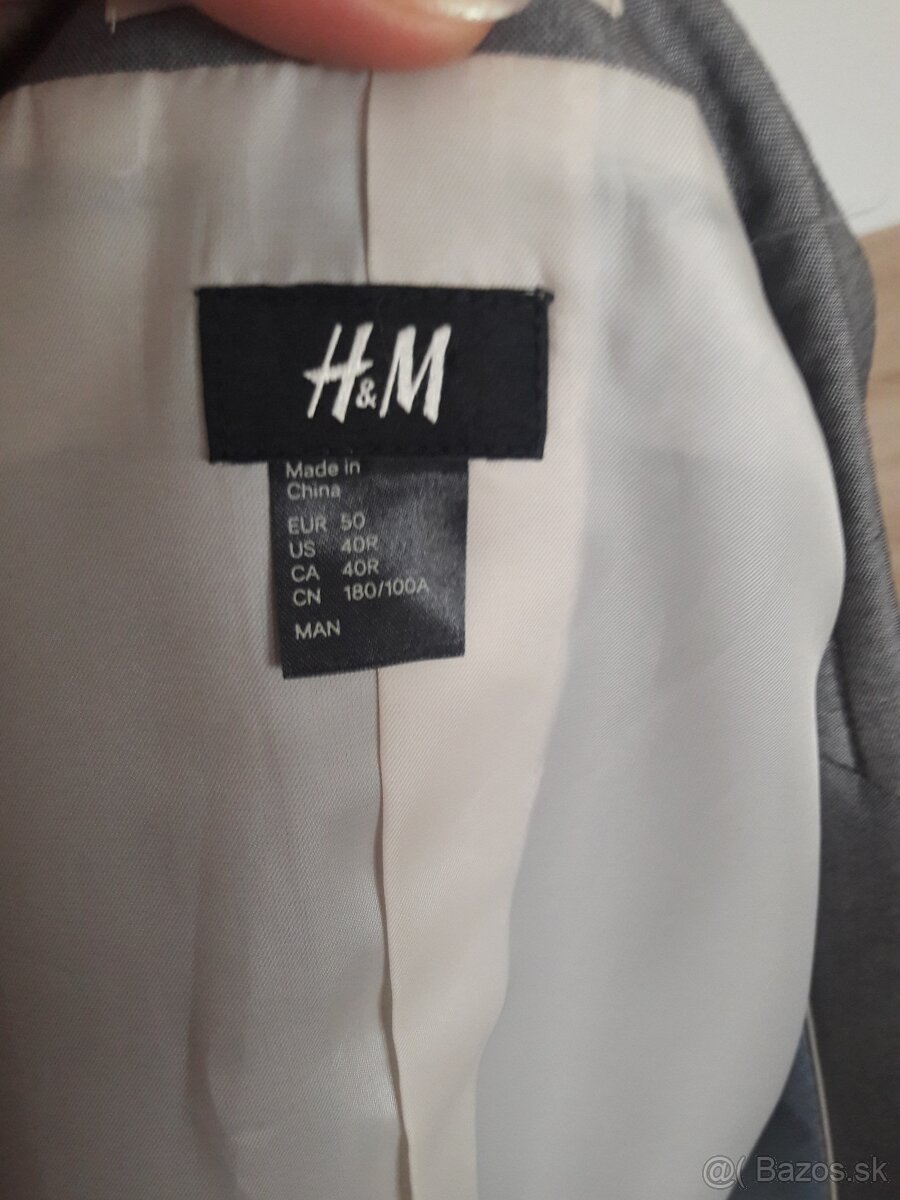 H&M
Made in
China
EUR 50
US 40R
CA 40R
CN 180/100A
MAN
@( Bazos.sk